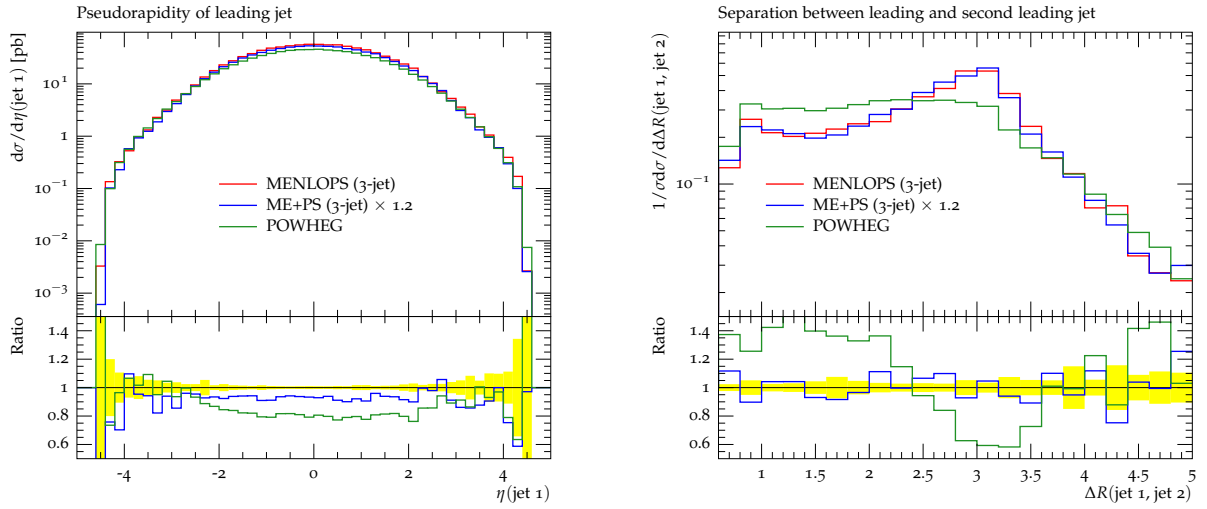 Pseudorapidity of leading jet
dσ/dη(jet 1) [pb]
10^1
1
10^−1
10^−2
10^−3
MENLOPS (3-jet)
ME+PS (3-jet) × 1.2
POWHEG
Ratio
1.4
1.2
1
0.8
0.6
-4 -2 0 2 4
η(jet 1)
Separation between leading and second leading jet
1/σdσ/d∆R(jet 1, jet 2)
10^−1
MENLOPS (3-jet)
ME+PS (3-jet) × 1.2
POWHEG
Ratio
1.4
1.2
1
0.8
0.6
1 1.5 2 2.5 3 3.5 4 4.5 5
∆R(jet 1, jet 2)